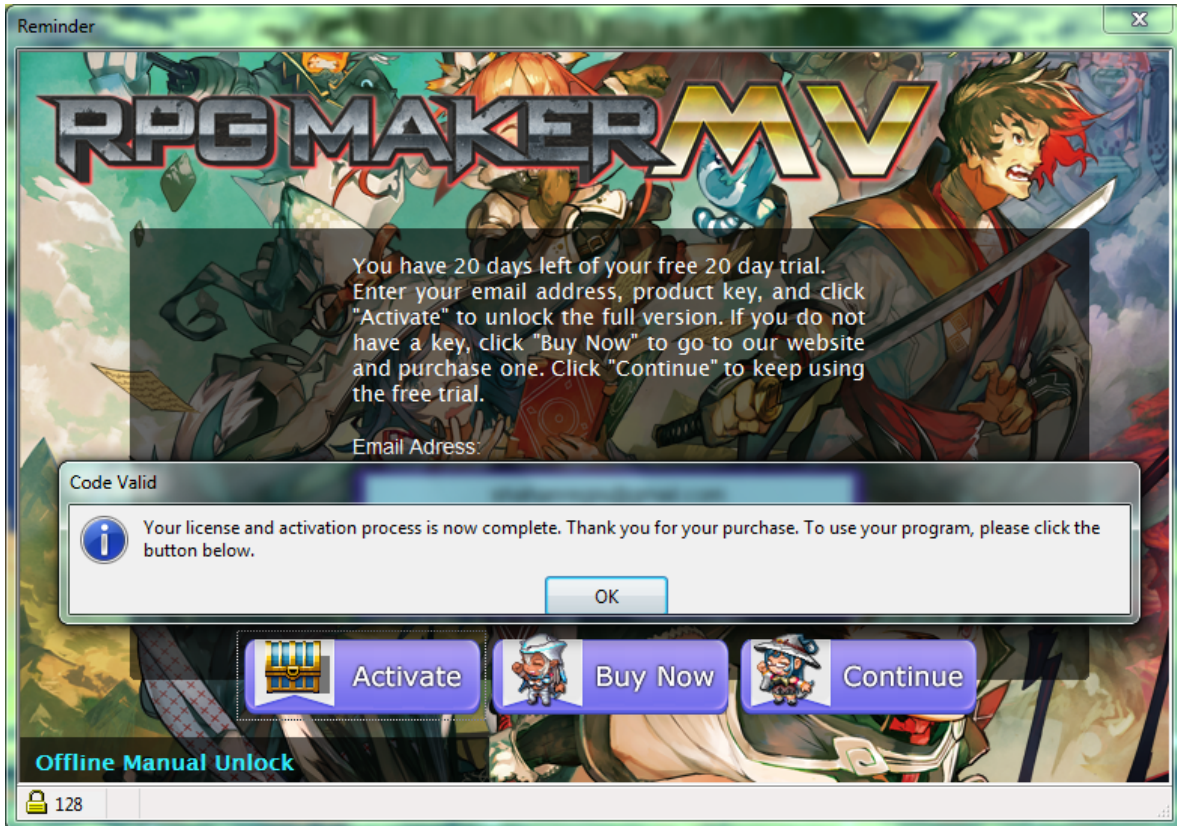 Reminder
RPG MAKER MV
You have 20 days left of your free 20 day trial.
Enter your email address, product key, and click
"Activate" to unlock the full version. If you do not
have a key, click "Buy Now" to go to our website
and purchase one. Click "Continue" to keep using
the free trial.
Email Adress:
Code Valid
Your license and activation process is now complete. Thank you for your purchase. To use your program, please click the
button below.
OK
Activate
Buy Now
Continue
Offline Manual Unlock
128